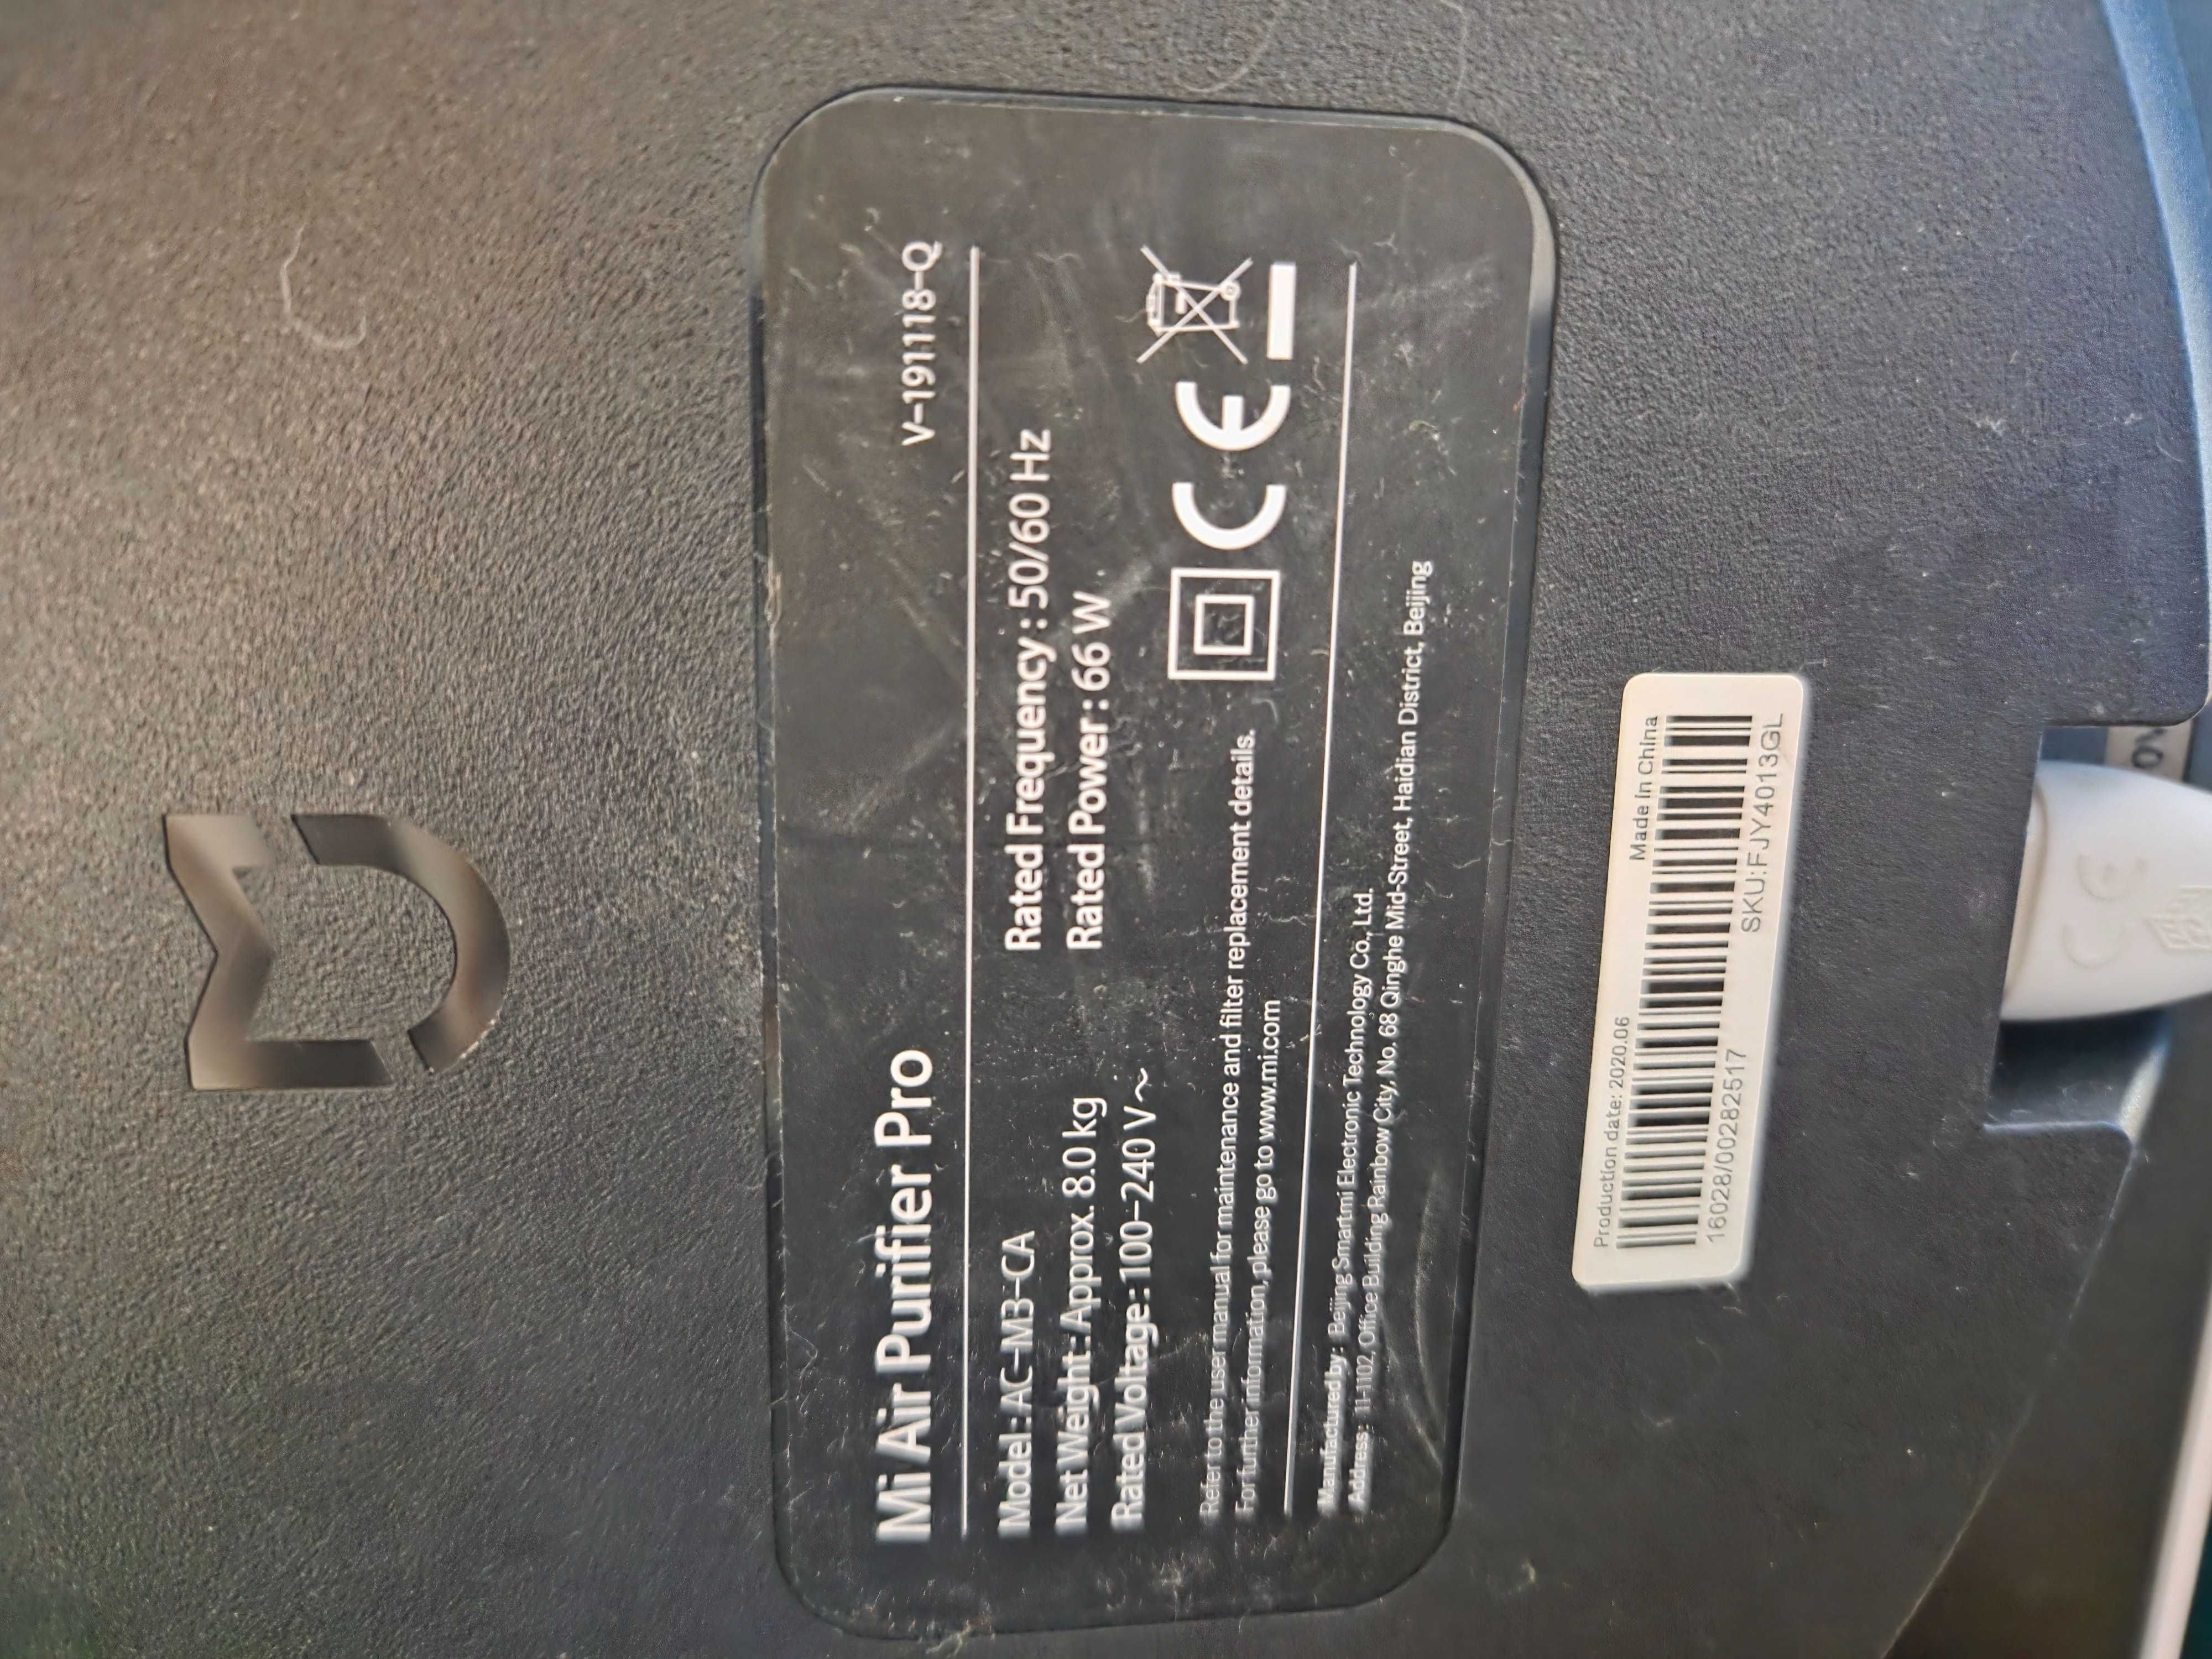 Mi Air Purifier Pro
V-191118-Q
Model : AC-M3-CA
Net Weight : Approx. 8.0 kg
Rated Frequency : 50/60 Hz
Rated Voltage : 100-240 V ~
Rated Power : 66 W
Refer to the user manual for maintenance and filter replacement details.
For further information, please go to www.mi.com
CE
Manufactured by : Beijing Smartmi Electronic Technology Co., Ltd.
Address : 11-1102, Office Building Rainbow City, No. 68 Qinghe Mid-Street, Haidian District, Beijing
Production date: 2020.06
Made In China
16028/00282517
SKU:FJY4013GL
CE